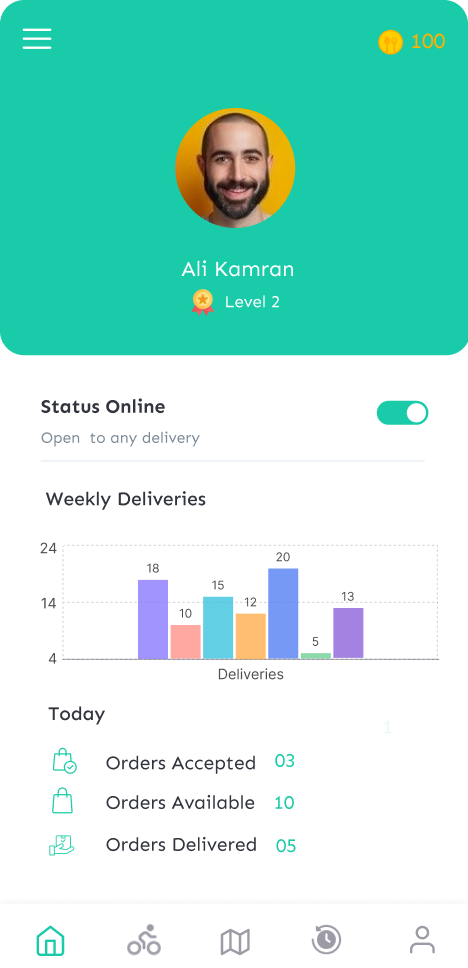 100
Ali Kamran
Level 2
Status Online
Open to any delivery
Weekly Deliveries
24
14
4
18
10
15
12
20
5
13
Deliveries
Today
1
Orders Accepted 03
Orders Available 10
Orders Delivered 05